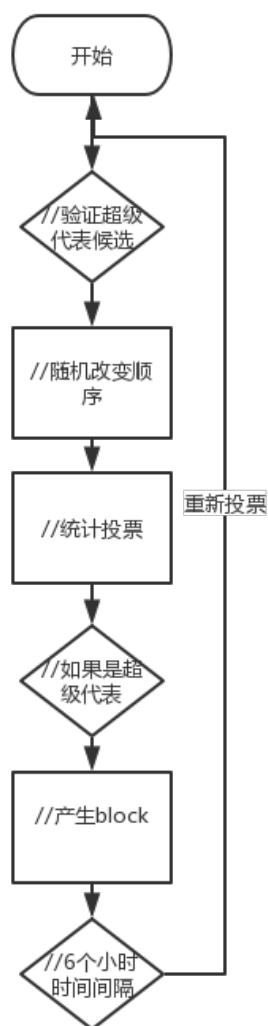 开始
//验证超级
代表候选
//随机改变顺
序
//统计投票
重新投票
//如果是超
级代表
//产生block
//6个小时
时间间隔